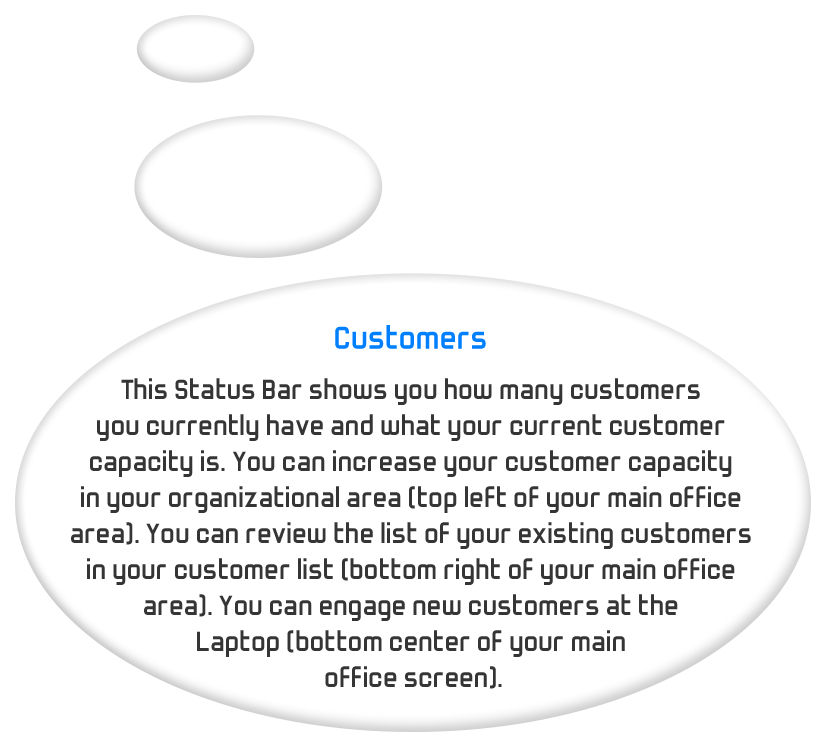 Customers
This Status Bar shows you how many customers
you currently have and what your current customer
capacity is. You can increase your customer capacity
in your organizational area (top left of your main office
area). You can review the list of your existing customers
in your customer list (bottom right of your main office
area). You can engage new customers at the
Laptop (bottom center of your main
office screen).